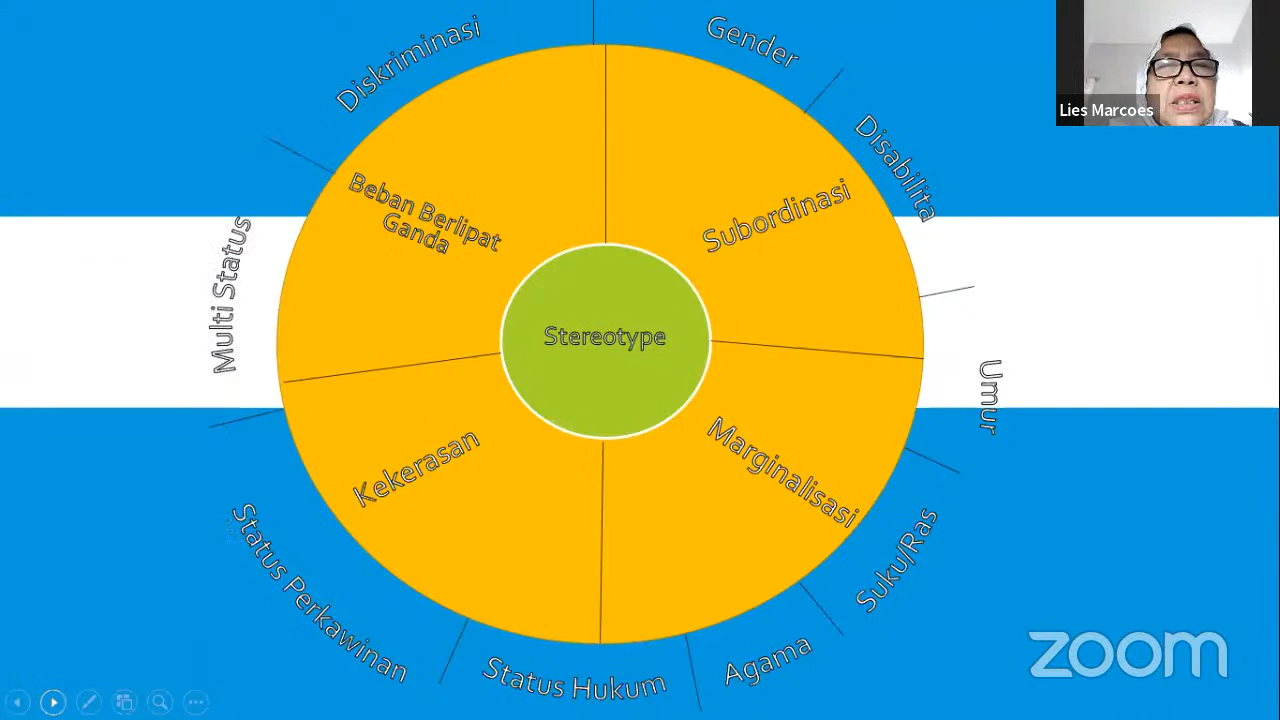 Diskriminasi
Gender
Lies Marcoes
Disabilita
Beban Berlipat
Ganda
Subordinasi
Multi Status
Stereotype
Umur
Kekerasan
Marginalisasi
Suku/Ras
Status Perkawinan
Status Hukum
Agama
zoom